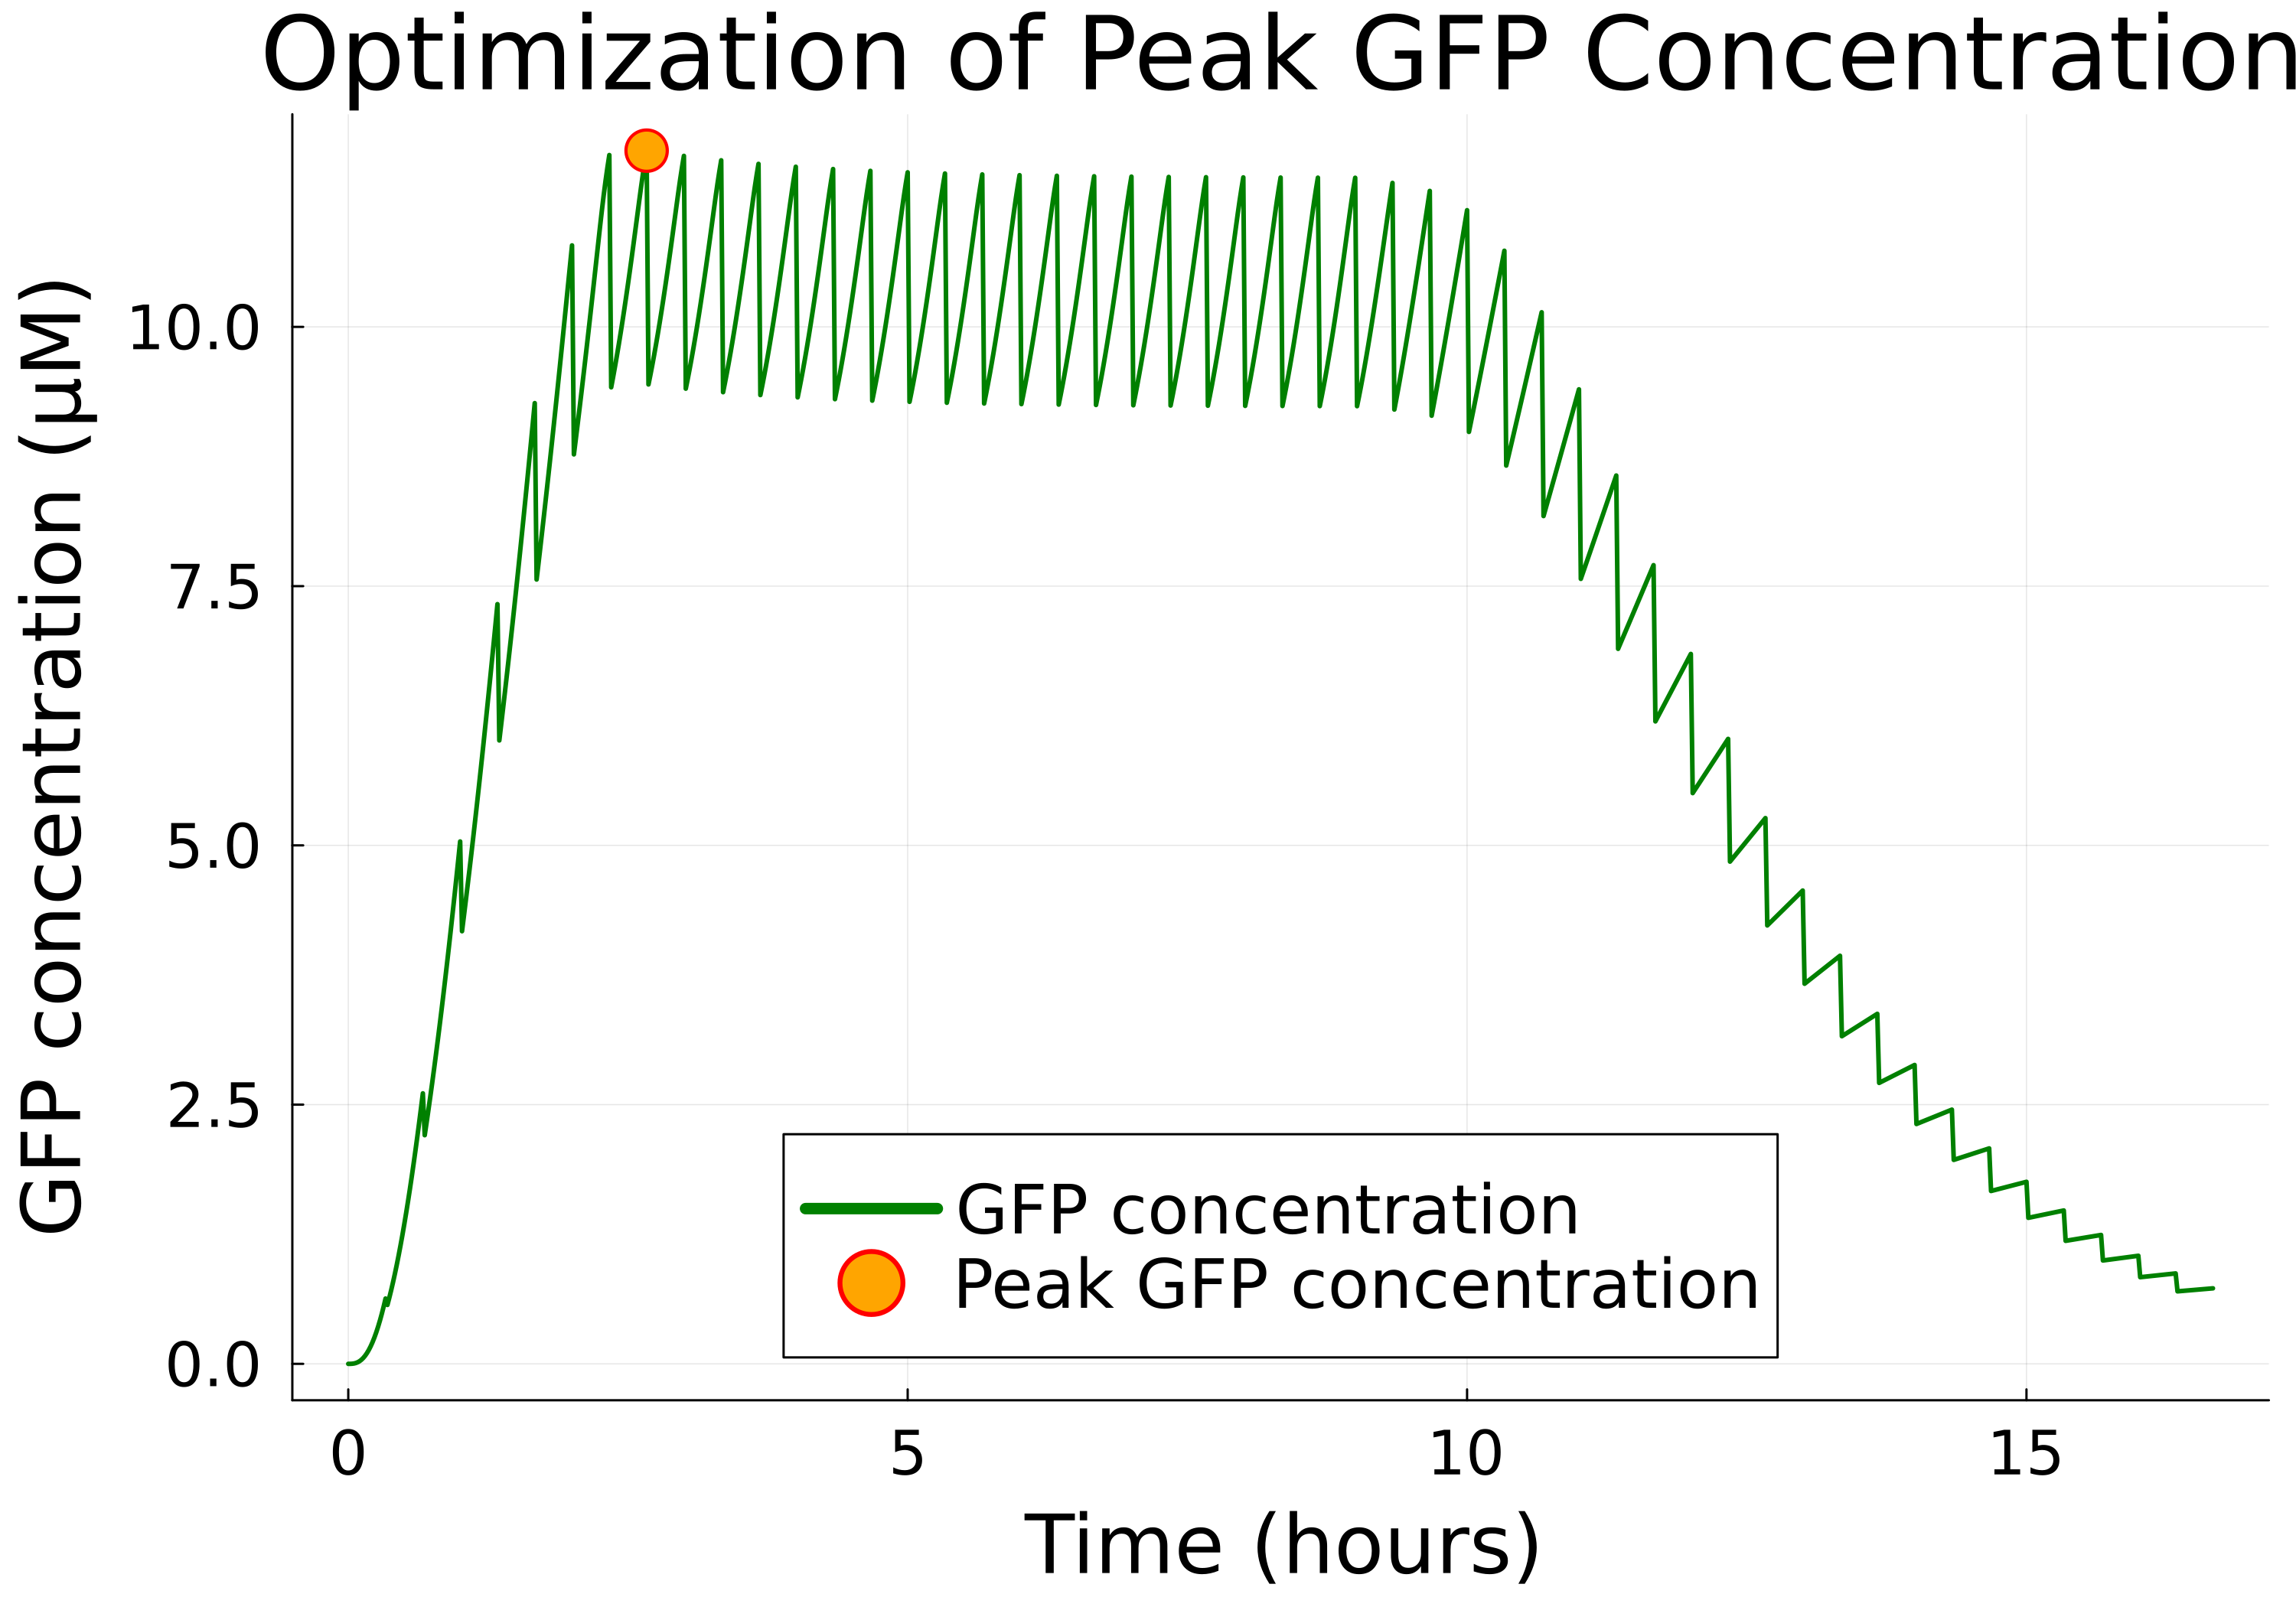 Optimization of Peak GFP Concentration
GFP concentration (μM)
10.0
7.5
5.0
2.5
0.0
GFP concentration
Peak GFP concentration
0 5 10 15
Time (hours)